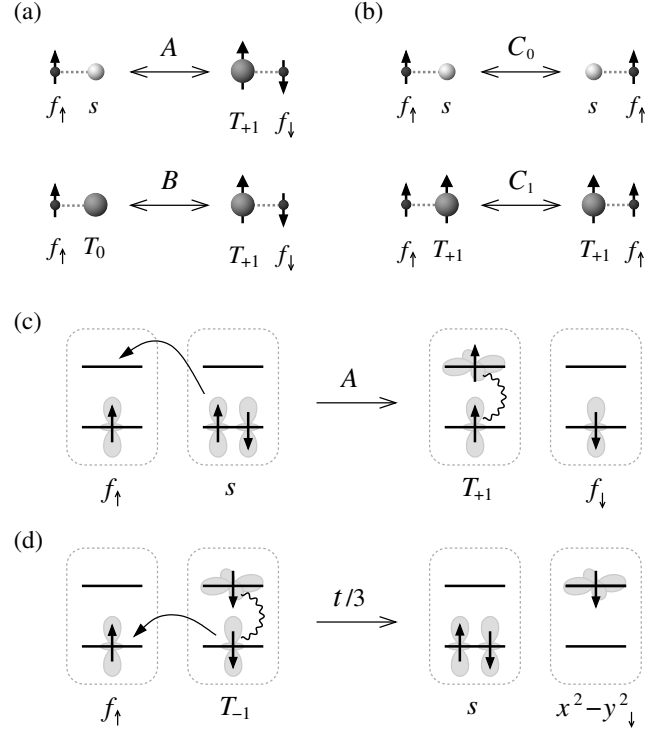 (a) (b)
A C₀
f↑ s T₊₁ f↓ f↑ s s f↑
B C₁
f↑ T₀ T₊₁ f↓ f↑ T₊₁ T₊₁ f↑
(c)
A
f↑ s T₊₁ f↓
(d)
t/3
f↑ T₋₁ s x²−y²↓